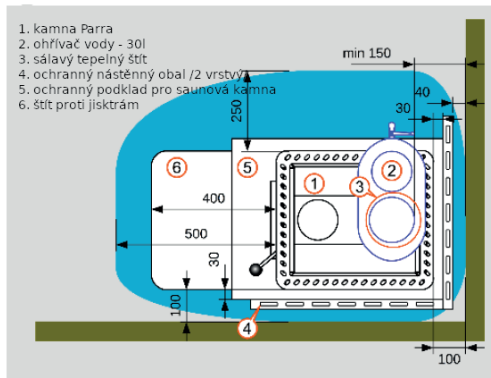 1. kamna Parra
2. ohřívač vody - 30l
3. sálavý tepelný štít
4. ochranný nástěnný obal /2 vrstvý
5. ochranný podklad pro saunová kamna
6. štít proti jisktrám
min 150
40
30
250
6
5
1
2
3
400
500
30
100
4
100